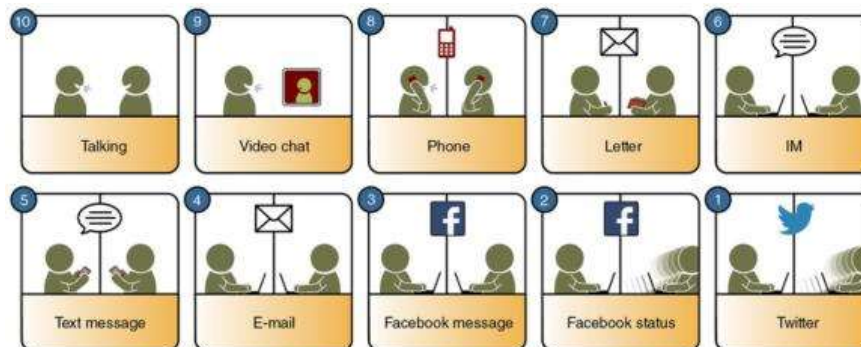 10
Talking
9
Video chat
8
Phone
7
Letter
6
IM
5
Text message
4
E-mail
3
f
Facebook message
2
f
Facebook status
1
Twitter